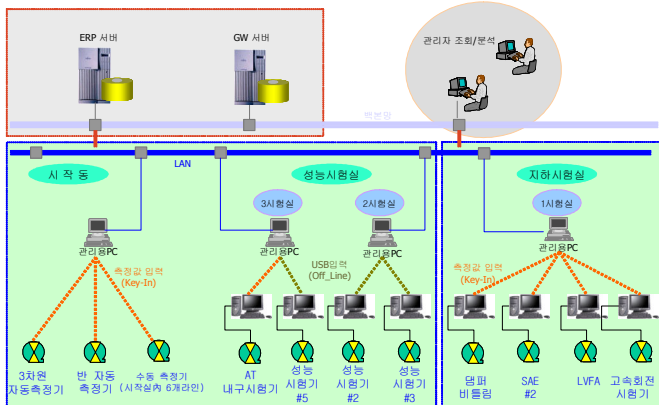 ERP 서버
GW 서버
관리자 조회/분석
백본망
LAN
시 작 동
성능시험실
지하시험실
3시험실
2시험실
1시험실
관리용PC
관리용PC
관리용PC
관리용PC
측정값 입력
(Key-In)
USB입력
(Off_Line)
측정값 입력
(Key-In)
3차원
자동측정기
반 자동
측정기
수동 측정기
(시작실內 6개라인)
AT
내구시험기
성능
시험기
#5
성능
시험기
#2
성능
시험기
#3
댐퍼
비틀림
SAE
#2
LVFA
고속회전
시험기